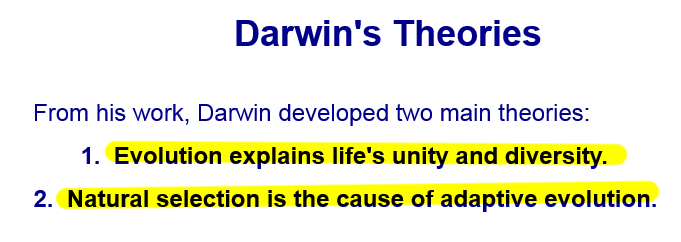 Darwin's Theories
From his work, Darwin developed two main theories:
1. Evolution explains life's unity and diversity.
2. Natural selection is the cause of adaptive evolution.